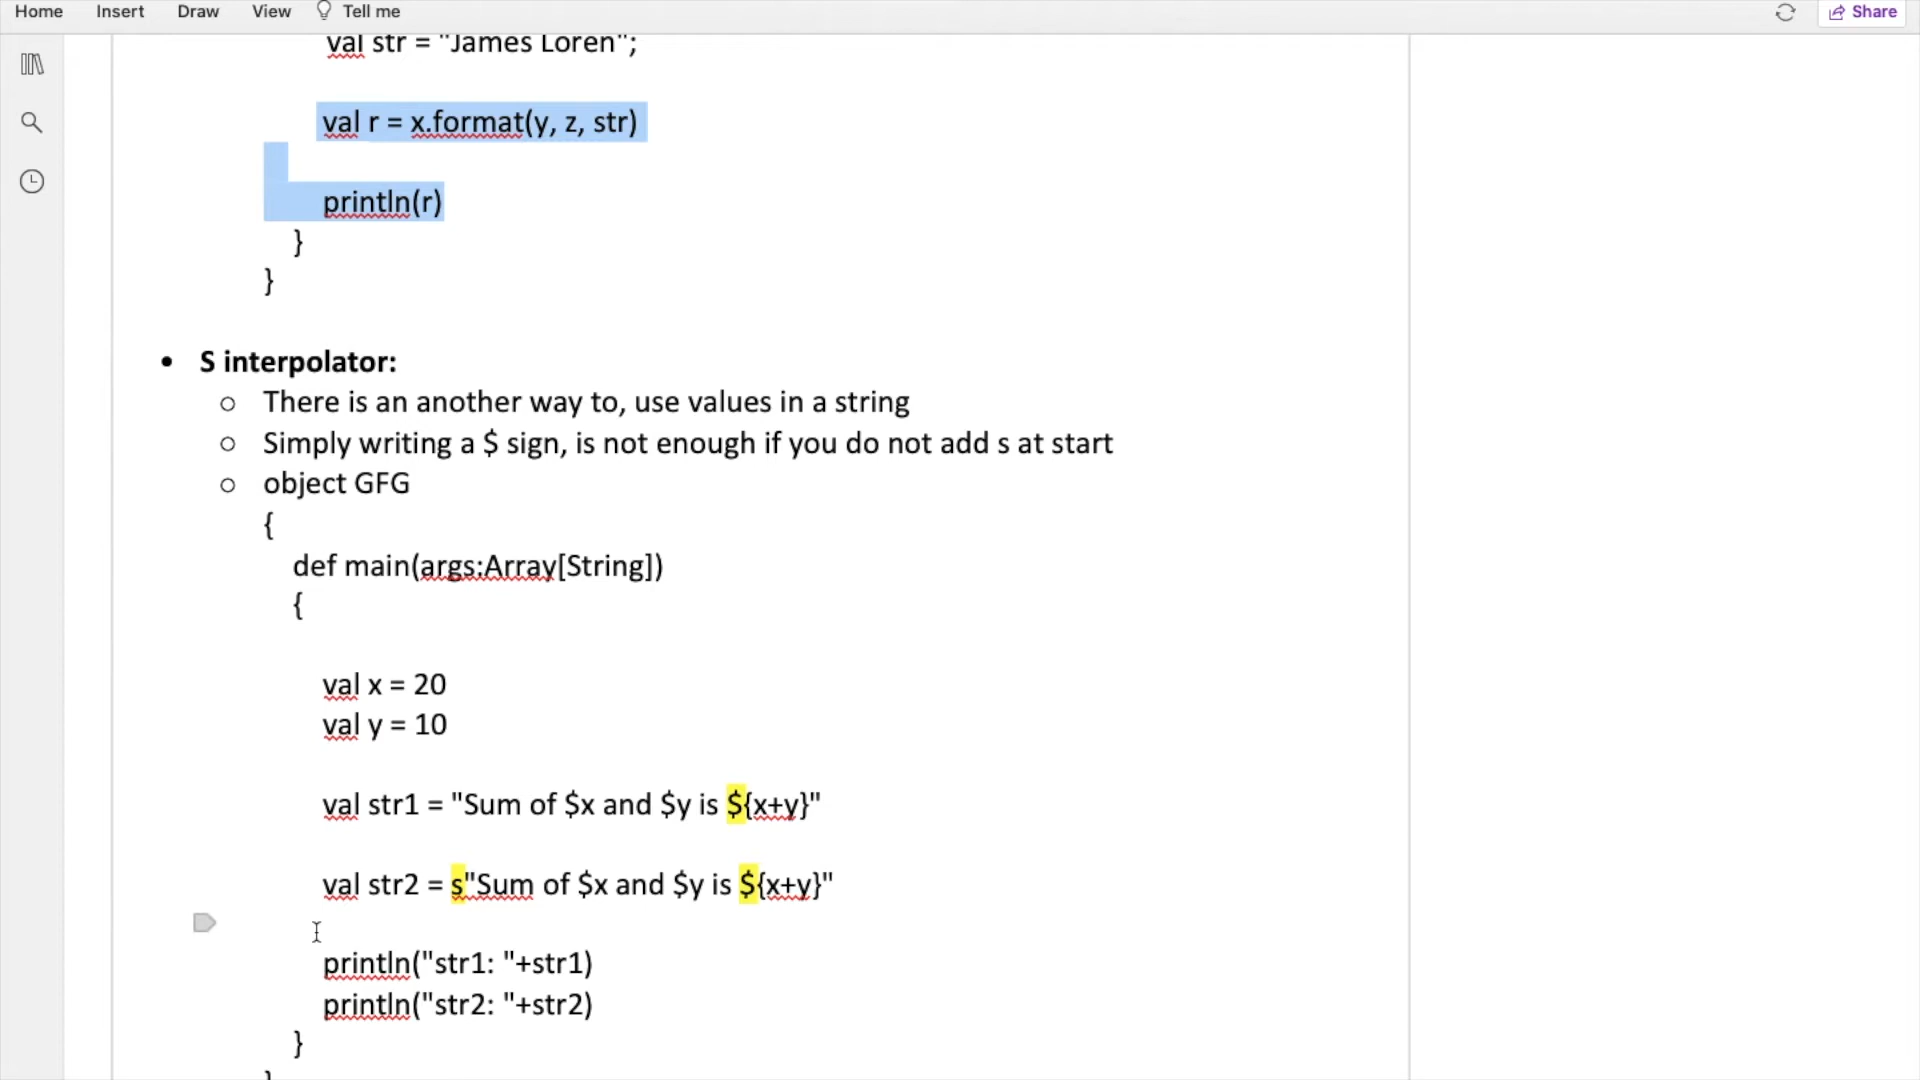 Home Insert Draw View Tell me Share
val str = "James Loren";
val r = x.format(y, z, str)
println(r)
}
}
• S interpolator:
○ There is an another way to, use values in a string
○ Simply writing a $ sign, is not enough if you do not add s at start
○ object GFG
{
def main(args:Array[String])
{
val x = 20
val y = 10
val str1 = "Sum of $x and $y is ${x+y}"
val str2 = s"Sum of $x and $y is ${x+y}"
println("str1: "+str1)
println("str2: "+str2)
}
}